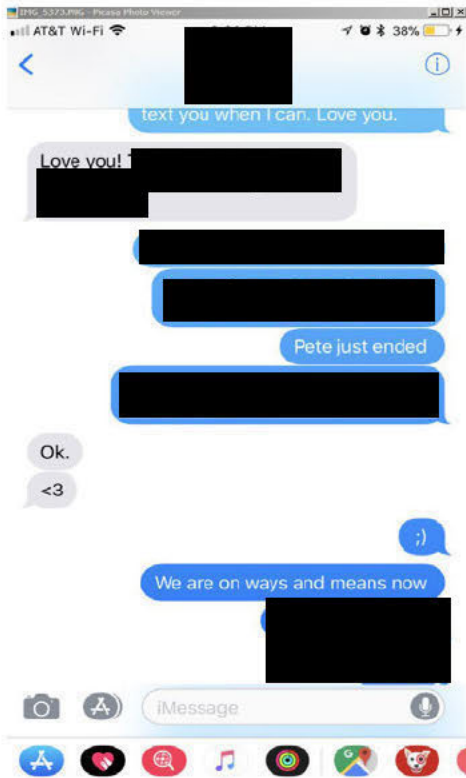 IMG_5373.PNG - Picasa Photo Viewer
AT&T Wi-Fi 38%
text you when I can. Love you.
Love you!
Pete just ended
Ok.
<3
;)
We are on ways and means now
iMessage